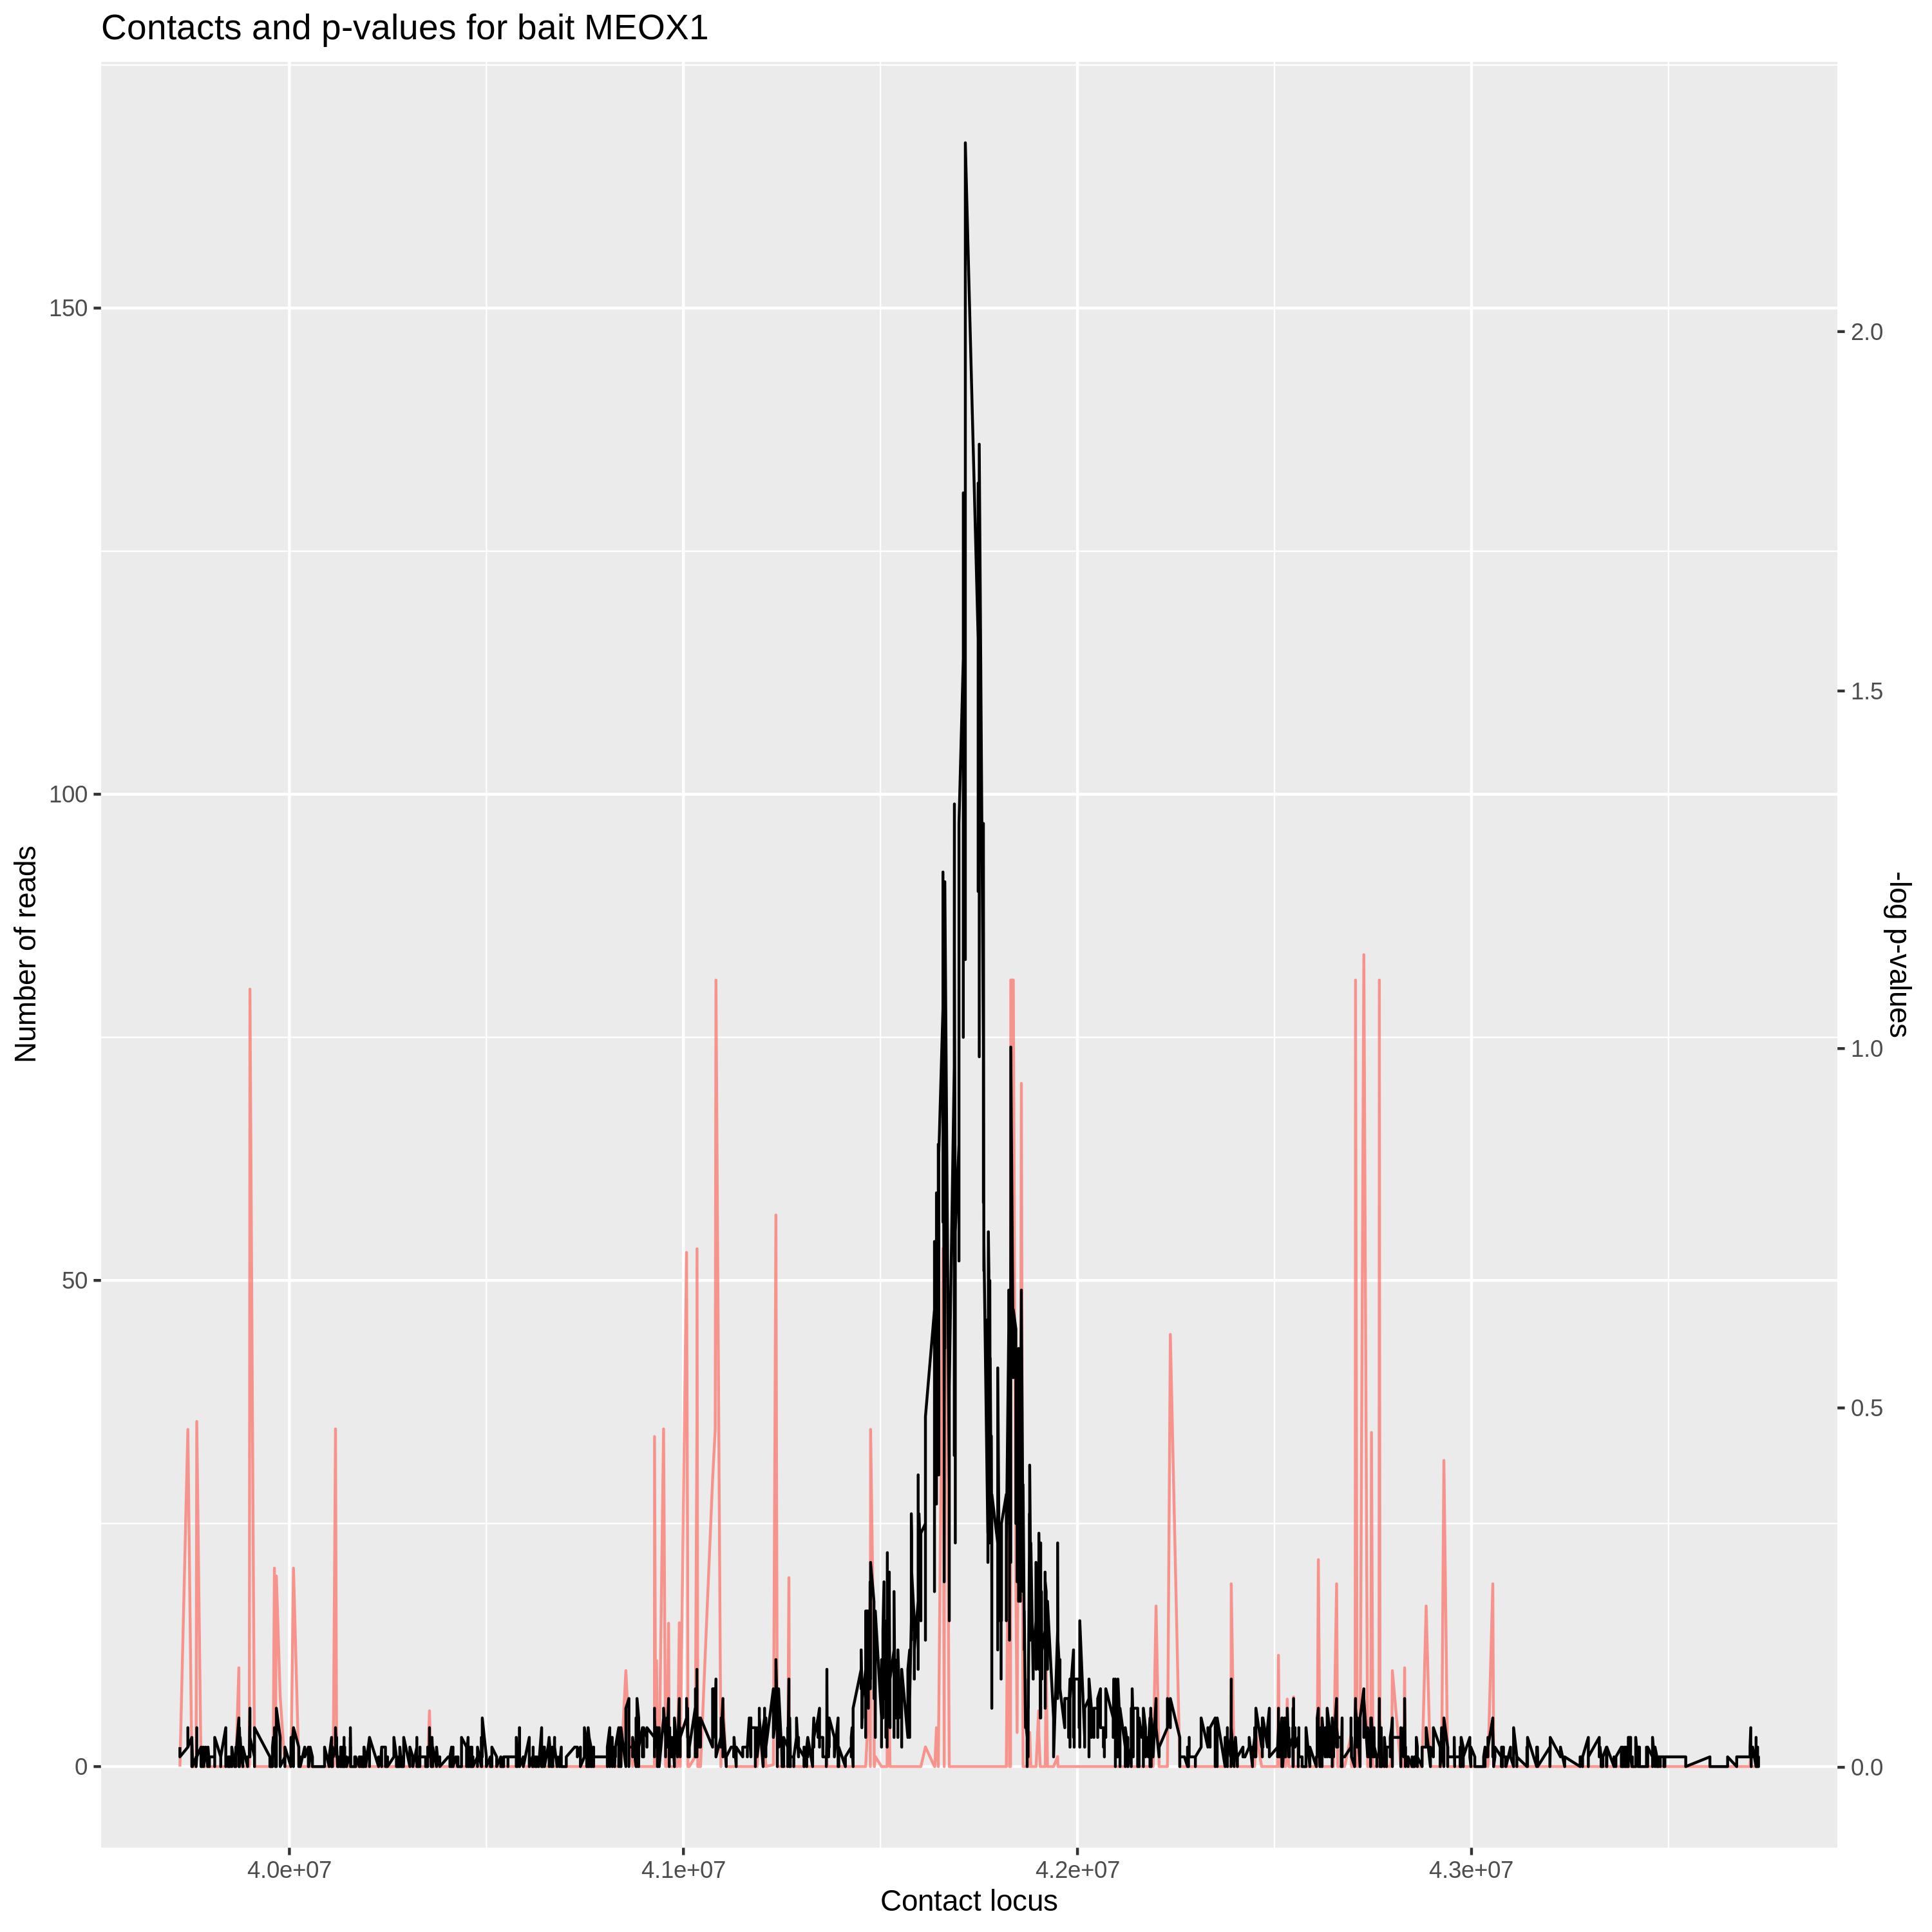 Contacts and p-values for bait MEOX1
Number of reads
150
100
50
0
2.0
1.5
1.0
0.5
0.0
-log p-values
4.0e+07
4.1e+07
4.2e+07
4.3e+07
Contact locus